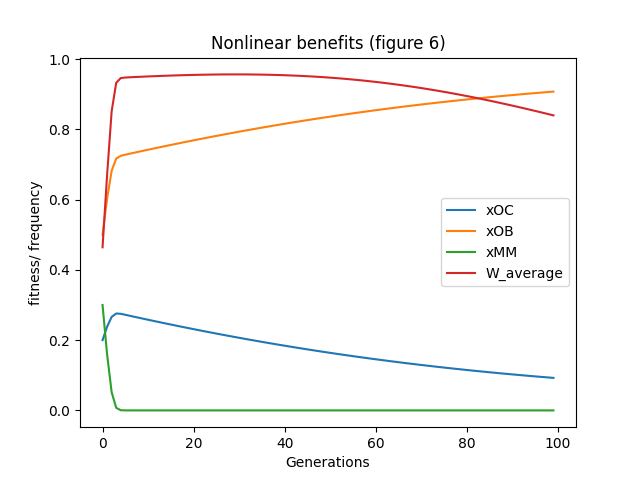 Nonlinear benefits (figure 6)
1.0
0.8
0.6
0.4
0.2
0.0
fitness/ frequency
0 20 40 60 80 100
Generations
xOC
xOB
xMM
W_average